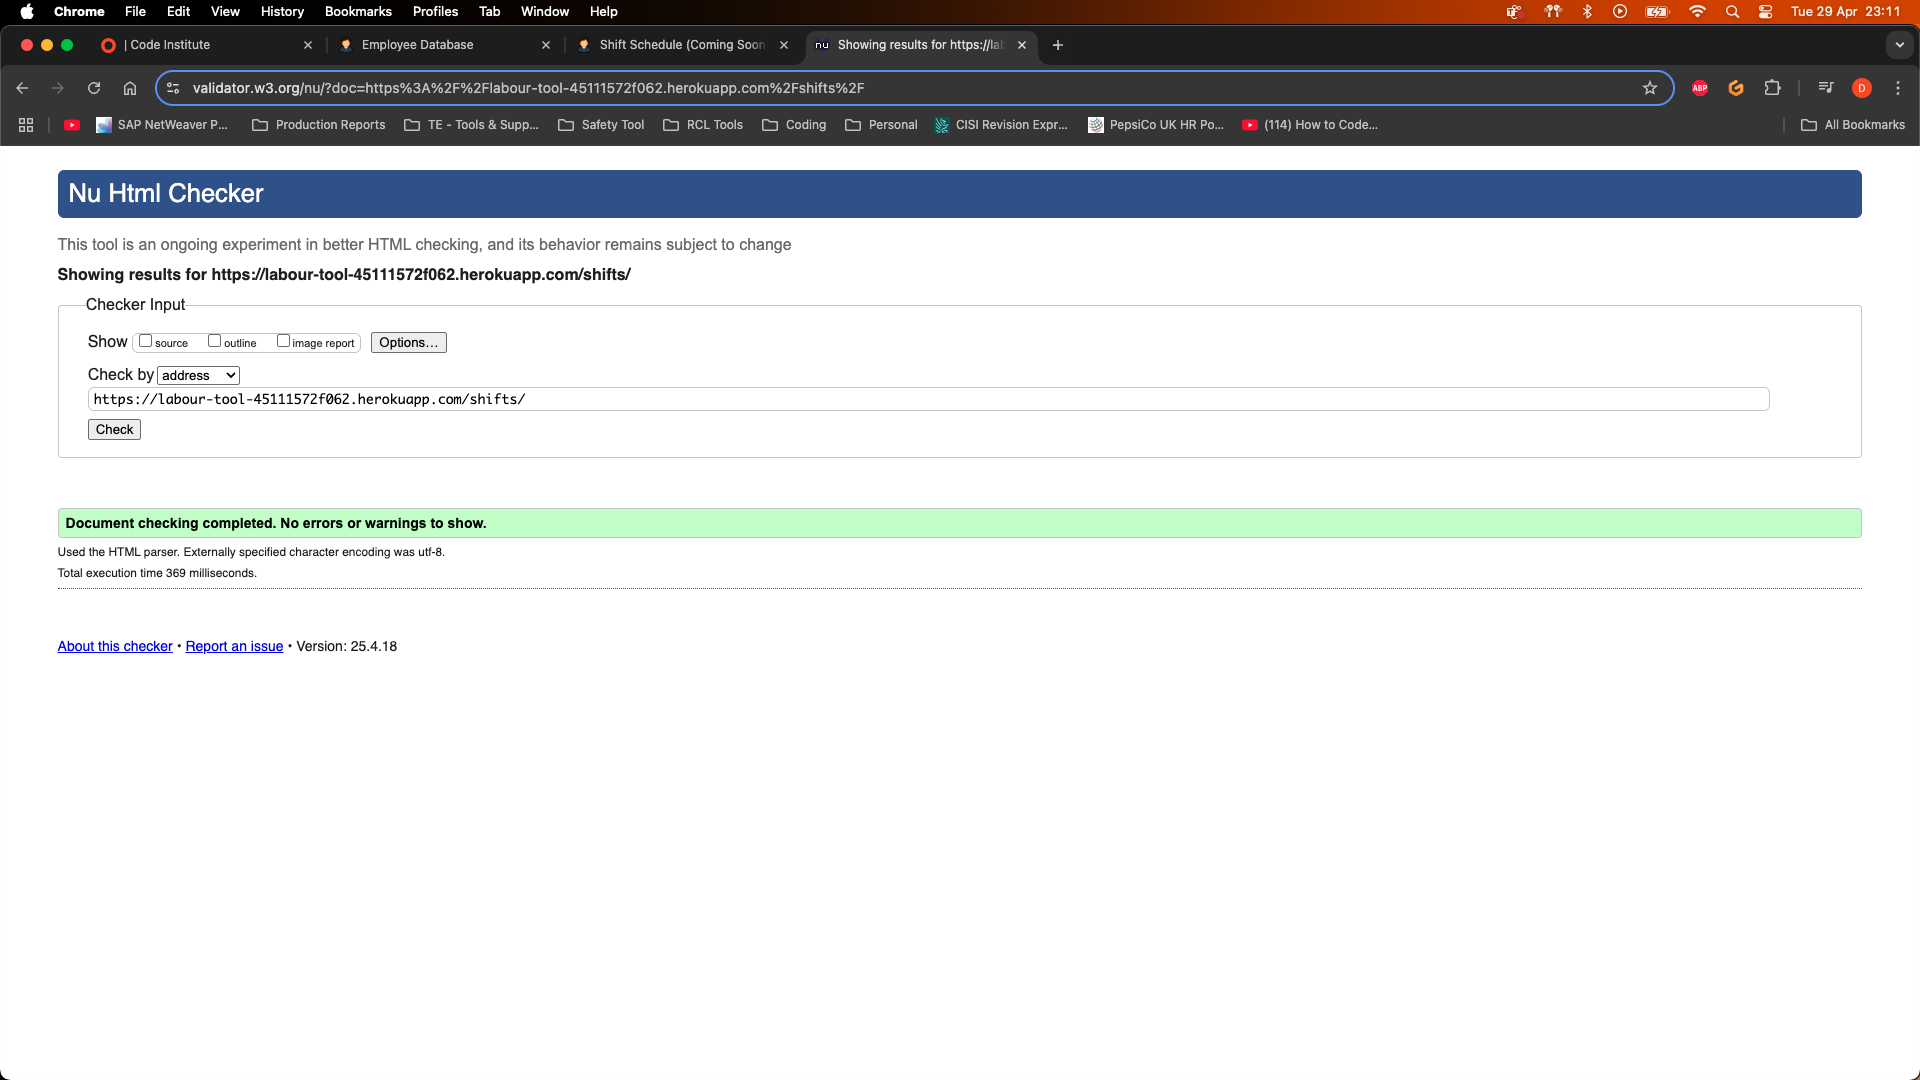 Chrome File Edit View History Bookmarks Profiles Tab Window Help Tue 29 Apr 23:11
| Code Institute Employee Database Shift Schedule (Coming Soon nu Showing results for https://lab
validator.w3.org/nu/?doc=https%3A%2F%2Flabour-tool-45111572f062.herokuapp.com%2Fshifts%2F ABP D
SAP NetWeaver P... Production Reports TE - Tools & Supp... Safety Tool RCL Tools Coding Personal CISI Revision Expr... PepsiCo UK HR Po... (114) How to Code... All Bookmarks
Nu Html Checker
This tool is an ongoing experiment in better HTML checking, and its behavior remains subject to change
Showing results for https://labour-tool-45111572f062.herokuapp.com/shifts/
Checker Input
Show source outline image report Options...
Check by address
https://labour-tool-45111572f062.herokuapp.com/shifts/
Check
Document checking completed. No errors or warnings to show.
Used the HTML parser. Externally specified character encoding was utf-8.
Total execution time 369 milliseconds.
About this checker • Report an issue • Version: 25.4.18